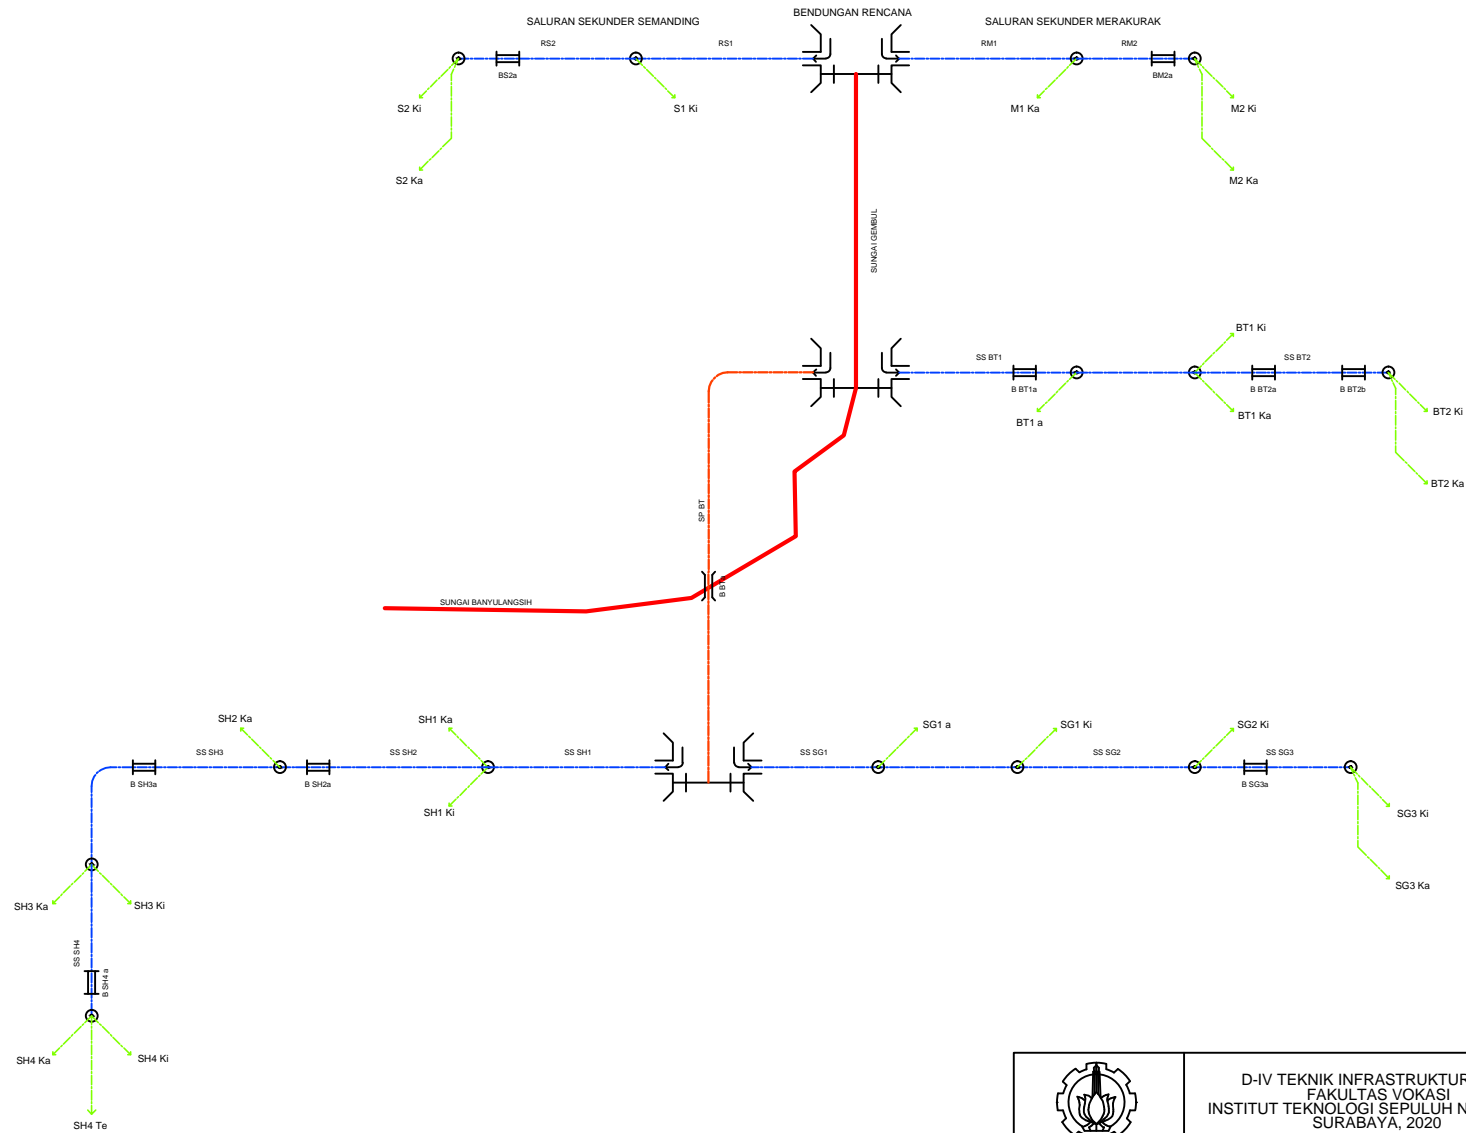 BENDUNGAN RENCANA
SALURAN SEKUNDER SEMANDING
SALURAN SEKUNDER MERAKURAK
RS2
RS1
RM1
RM2
BS2a
BM2a
S2 Ki
S1 Ki
M1 Ka
M2 Ki
S2 Ka
M2 Ka
SUNGAI GEMBUL
BT1 Ki
SS BT1
SS BT2
B BT1a
B BT2a
B BT2b
BT1 a
BT1 Ka
BT2 Ki
BT2 Ka
SP BT
SUNGAI BANYULANGSIH
SH2 Ka
SH1 Ka
SG1 a
SG1 Ki
SG2 Ki
SS SH3
SS SH2
SS SH1
SS SG1
SS SG2
SS SG3
B SH3a
B SH2a
B SG3a
SH1 Ki
SG3 Ki
SG3 Ka
SH3 Ka
SH3 Ki
SS SH4
B SH4 a
SH4 Ka
SH4 Ki
SH4 Te
D-IV TEKNIK INFRASTRUKTUR
FAKULTAS VOKASI
INSTITUT TEKNOLOGI SEPULUH N
SURABAYA, 2020